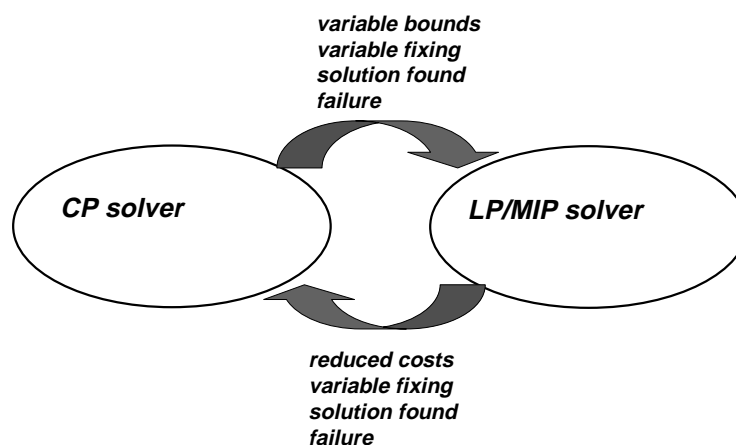 variable bounds
variable fixing
solution found
failure
CP solver
LP/MIP solver
reduced costs
variable fixing
solution found
failure